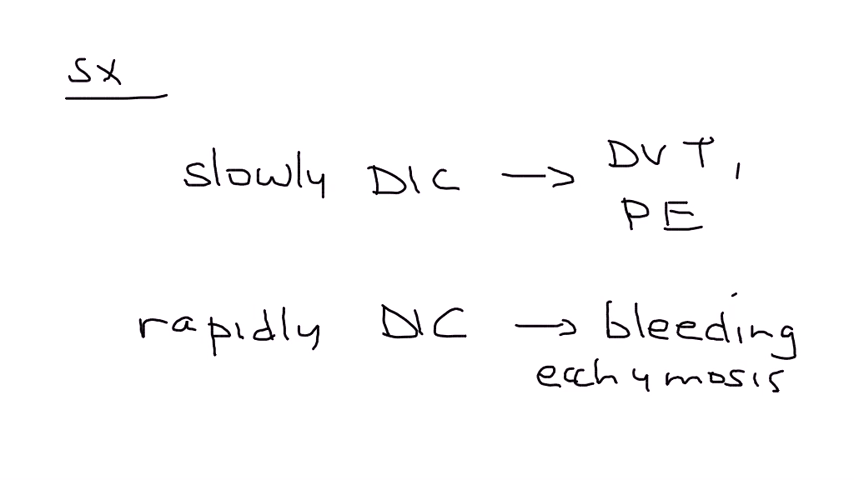 sx
slowly DIC → DVT,
PE
rapidly DIC → bleeding
ecchymosis